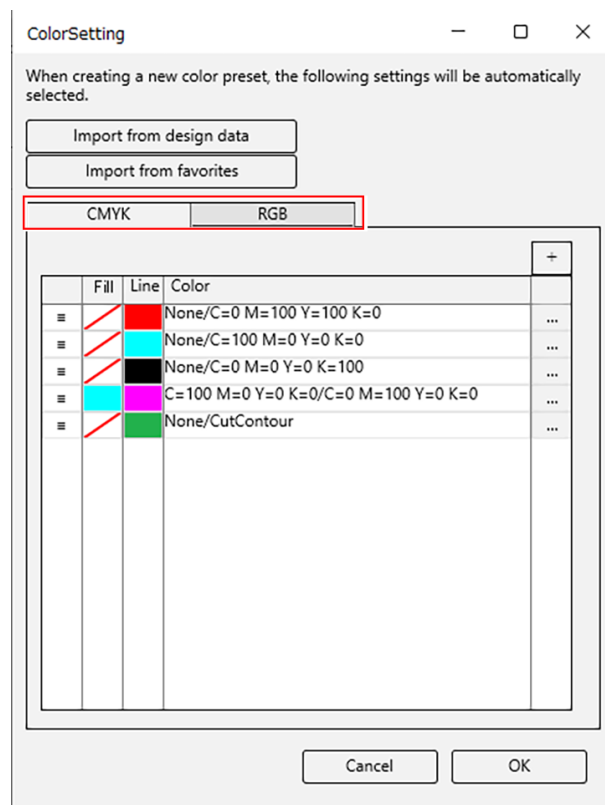 ColorSetting
When creating a new color preset, the following settings will be automatically
selected.
Import from design data
Import from favorites
CMYK RGB
+
Fill Line Color
None/C=0 M=100 Y=100 K=0 ...
None/C=100 M=0 Y=0 K=0 ...
None/C=0 M=0 Y=0 K=100 ...
C=100 M=0 Y=0 K=0/C=0 M=100 Y=0 K=0 ...
None/CutContour ...
Cancel OK